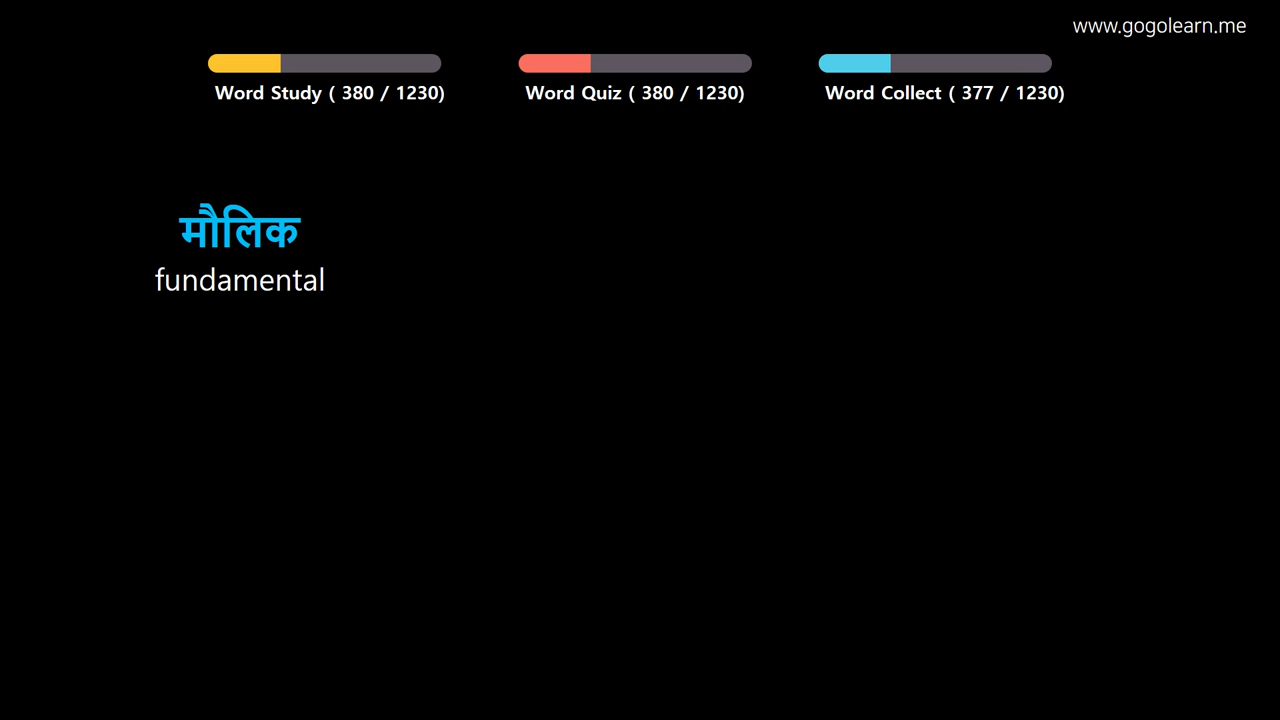 www.gogolearn.me
Word Study ( 380 / 1230)
Word Quiz ( 380 / 1230)
Word Collect ( 377 / 1230)
मौलिक
fundamental